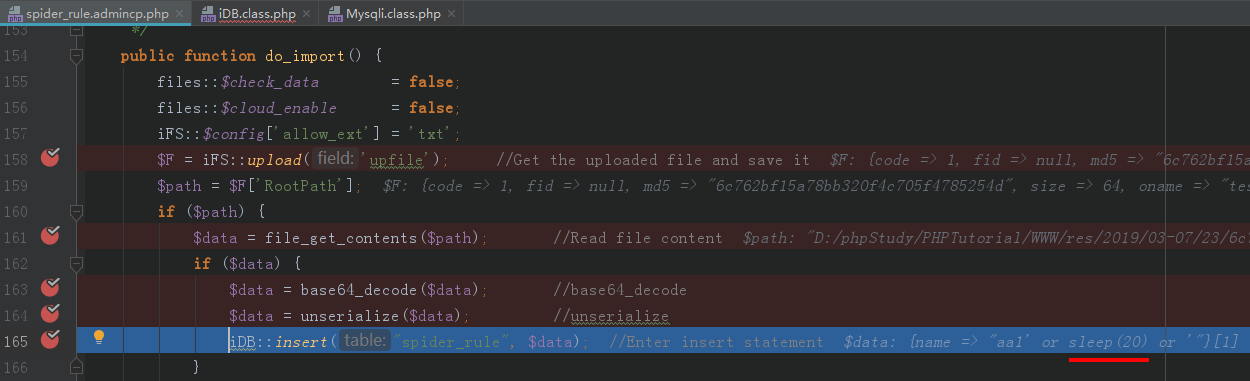 spider_rule.admincp.php × iDB.class.php × Mysqli.class.php ×
153 */
154 public function do_import() {
155 files::$check_data = false;
156 files::$cloud_enable = false;
157 iFS::$config['allow_ext'] = 'txt';
158 $F = iFS::upload( field: 'upfile'); //Get the uploaded file and save it $F: {code => 1, fid => null, md5 => "6c762bf15a
159 $path = $F['RootPath']; $F: {code => 1, fid => null, md5 => "6c762bf15a78bb320f4c705f4785254d", size => 64, oname => "tes
160 if ($path) {
161 $data = file_get_contents($path); //Read file content $path: "D:/phpStudy/PHPTutorial/WWW/res/2019/03-07/23/6c7
162 if ($data) {
163 $data = base64_decode($data); //base64_decode
164 $data = unserialize($data); //unserialize
165 iDB::insert( table: "spider_rule", $data); //Enter insert statement $data: {name => "aa1' or sleep(20) or '"}[1]
166 }